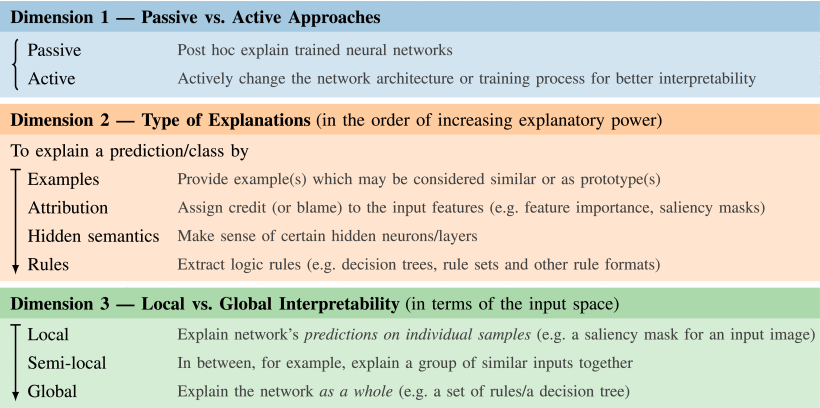 Dimension 1 — Passive vs. Active Approaches
Passive Post hoc explain trained neural networks
Active Actively change the network architecture or training process for better interpretability
Dimension 2 — Type of Explanations (in the order of increasing explanatory power)
To explain a prediction/class by
Examples Provide example(s) which may be considered similar or as prototype(s)
Attribution Assign credit (or blame) to the input features (e.g. feature importance, saliency masks)
Hidden semantics Make sense of certain hidden neurons/layers
Rules Extract logic rules (e.g. decision trees, rule sets and other rule formats)
Dimension 3 — Local vs. Global Interpretability (in terms of the input space)
Local Explain network's predictions on individual samples (e.g. a saliency mask for an input image)
Semi-local In between, for example, explain a group of similar inputs together
Global Explain the network as a whole (e.g. a set of rules/a decision tree)